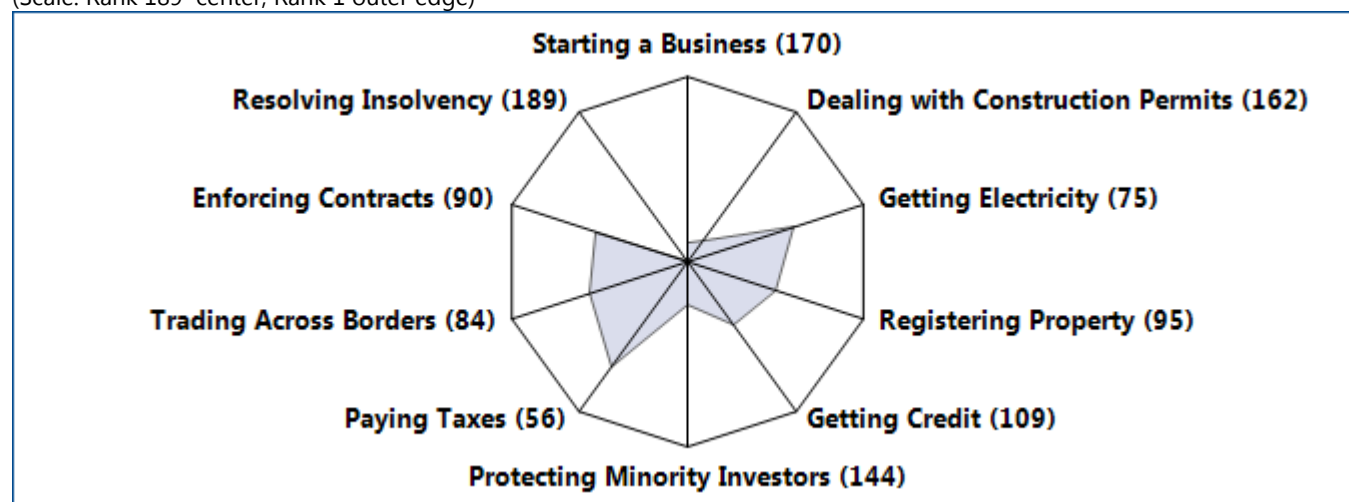 (Scale: Rank 189 center, Rank 1 outer edge)
Starting a Business (170)
Resolving Insolvency (189)
Dealing with Construction Permits (162)
Enforcing Contracts (90)
Getting Electricity (75)
Trading Across Borders (84)
Registering Property (95)
Paying Taxes (56)
Getting Credit (109)
Protecting Minority Investors (144)